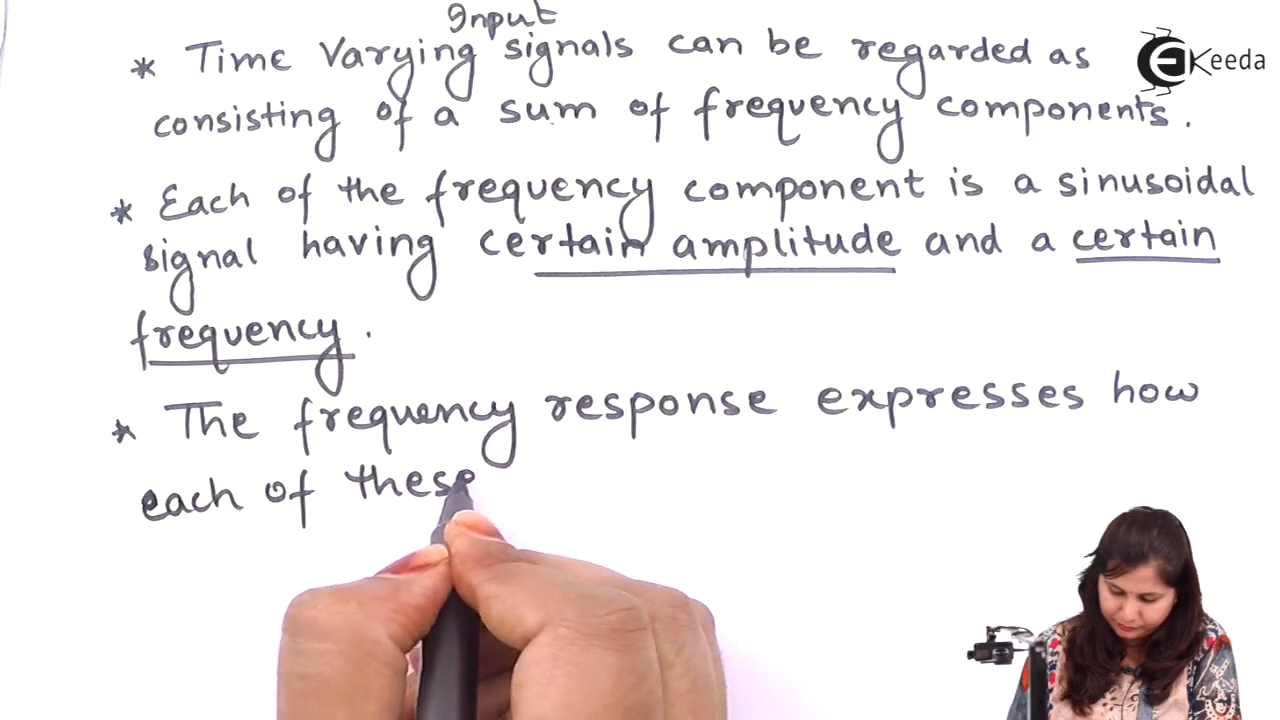 Input
* Time Varying signals can be regarded as
consisting of a sum of frequency components.
* Each of the frequency component is a sinusoidal
signal having certain amplitude and a certain
frequency.
* The frequency response expresses how
each of these
EKeeda